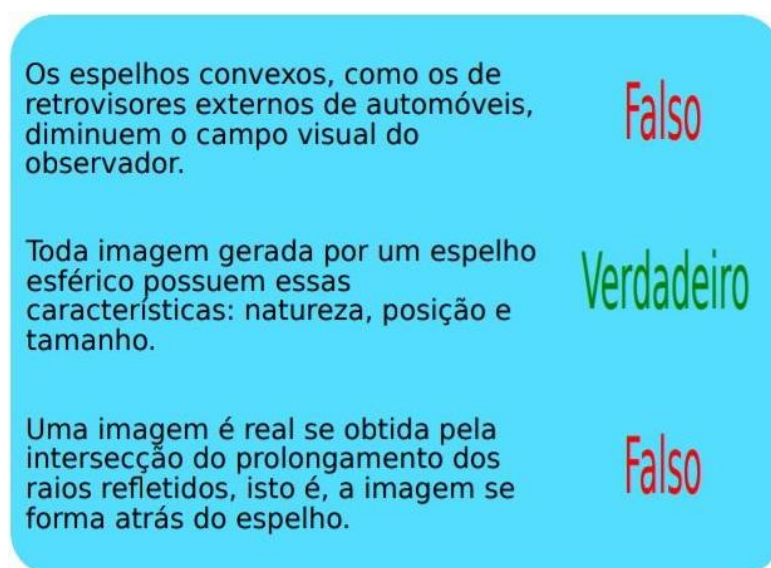 Os espelhos convexos, como os de
retrovisores externos de automóveis,
diminuem o campo visual do
observador.
Falso
Toda imagem gerada por um espelho
esférico possuem essas
características: natureza, posição e
tamanho.
Verdadeiro
Uma imagem é real se obtida pela
intersecção do prolongamento dos
raios refletidos, isto é, a imagem se
forma atrás do espelho.
Falso